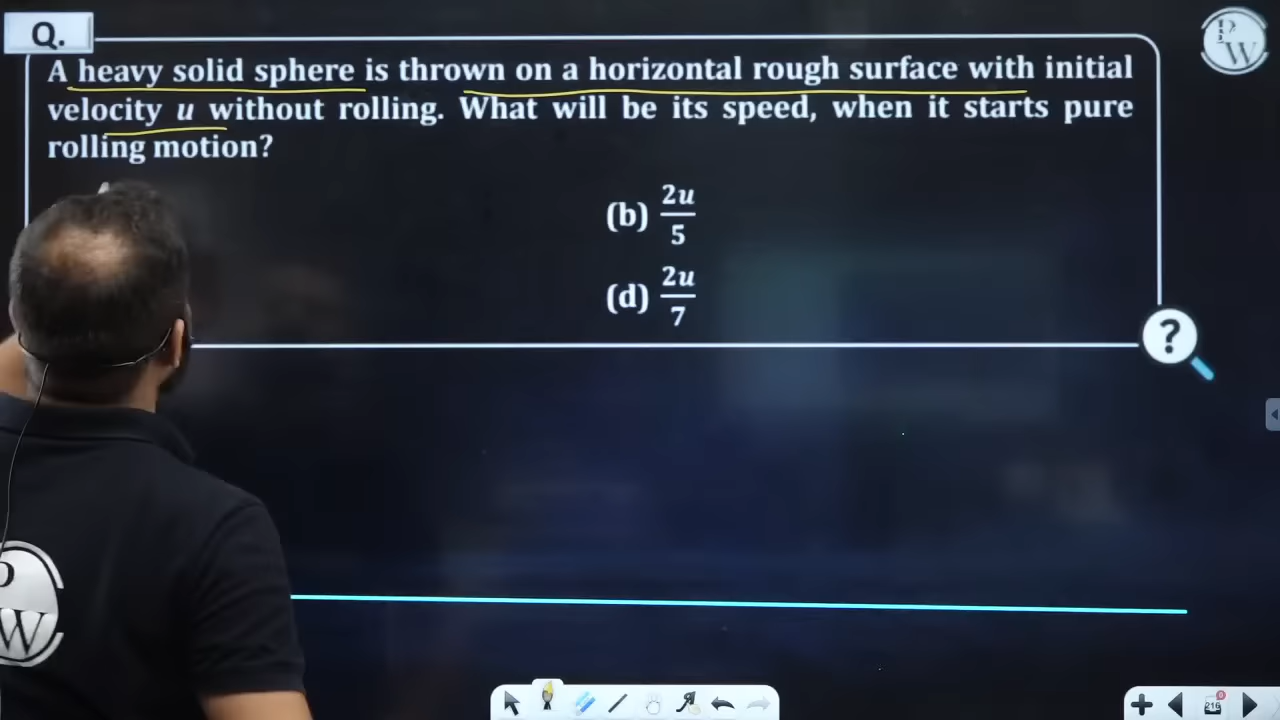 Q.
A heavy solid sphere is thrown on a horizontal rough surface with initial
velocity u without rolling. What will be its speed, when it starts pure
rolling motion?
(b) 2u/5
(d) 2u/7
?
P
W
P
W
216